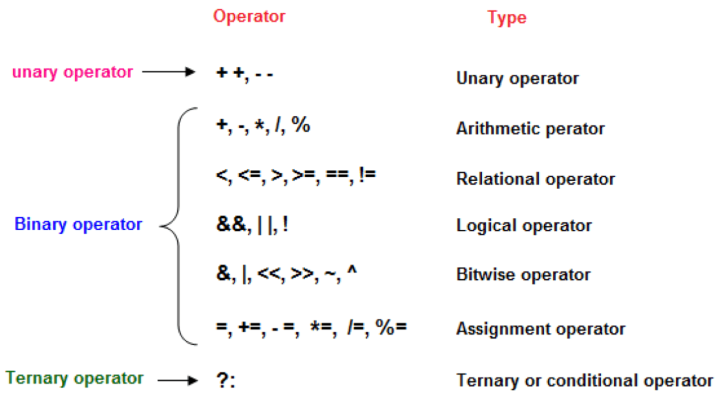 Operator Type
unary operator + +, - - Unary operator
+, -, *, /, % Arithmetic perator
<, <=, >, >=, ==, != Relational operator
Binary operator &&, | |, ! Logical operator
&, |, <<, >>, ~, ^ Bitwise operator
=, +=, - =, *=, /=, %= Assignment operator
Ternary operator ?: Ternary or conditional operator